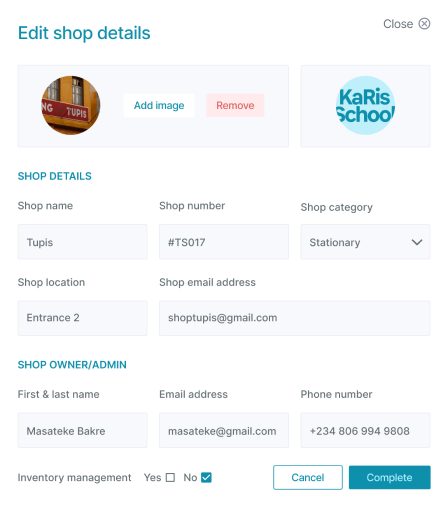 Close
Edit shop details
NG TUPIS
Add image
Remove
KaRis
School
SHOP DETAILS
Shop name
Shop number
Shop category
Tupis
#TS017
Stationary
Shop location
Shop email address
Entrance 2
shoptupis@gmail.com
SHOP OWNER/ADMIN
First & last name
Email address
Phone number
Masateke Bakre
masateke@gmail.com
+234 806 994 9808
Inventory management Yes No
Cancel
Complete